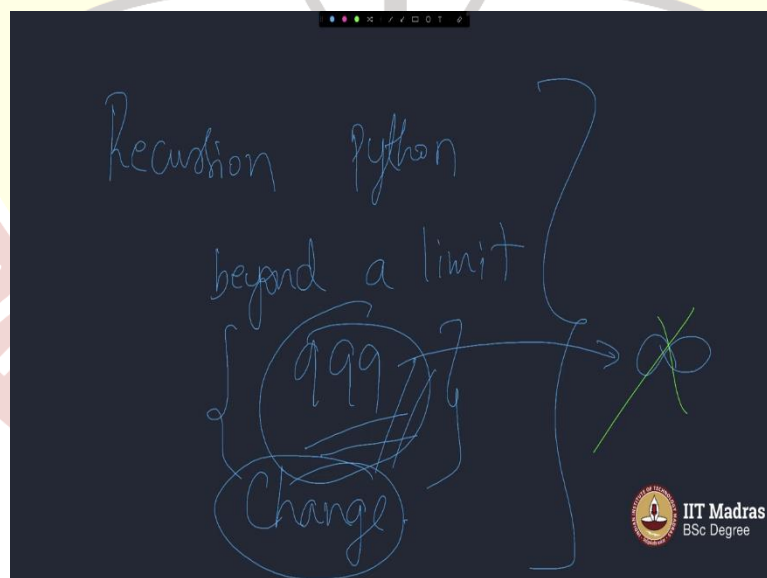 Recursion Python
beyond a limit
{ 999 } → ∞
Change.
IIT Madras
BSc Degree